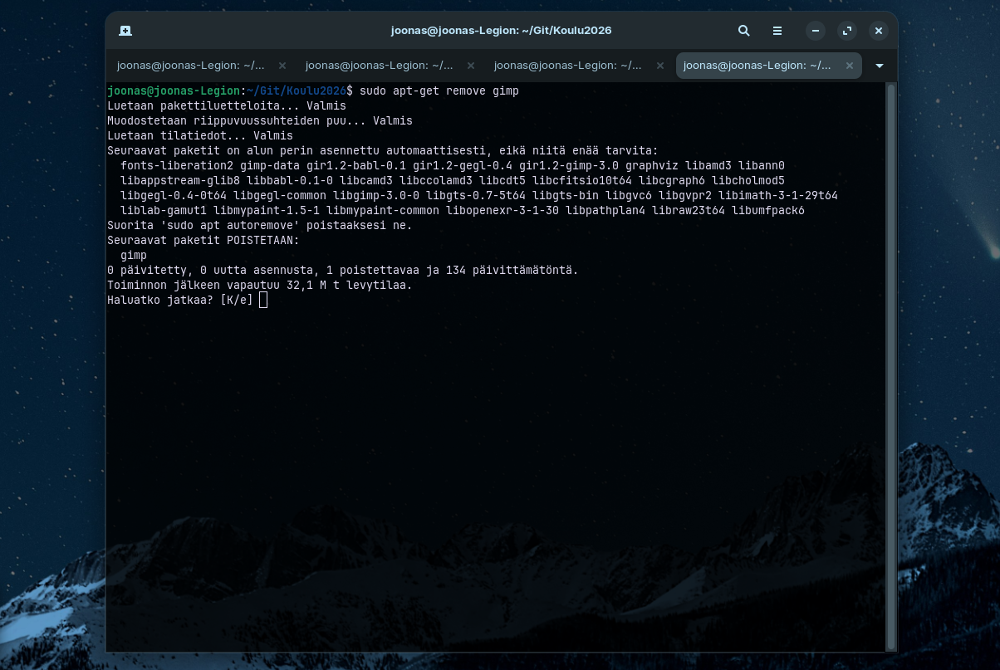 joonas@joonas-Legion: ~/Git/Koulu2026
joonas@joonas-Legion: ~/... joonas@joonas-Legion: ~/... joonas@joonas-Legion: ~/... joonas@joonas-Legion: ~/...
joonas@joonas-Legion:~/Git/Koulu2026$ sudo apt-get remove gimp
Luetaan pakettiluetteloita... Valmis
Muodostetaan riippuvuussuhteiden puu... Valmis
Luetaan tilatiedot... Valmis
Seuraavat paketit on alun perin asennettu automaattisesti, eikä niitä enää tarvita:
  fonts-liberation2 gimp-data gir1.2-babl-0.1 gir1.2-gegl-0.4 gir1.2-gimp-3.0 graphviz libamd3 libann0
  libappstream-glib8 libbabl-0.1-0 libcamd3 libccolamd3 libcdt5 libcfitsio10t64 libcgraph6 libcholmod5
  libgegl-0.4-0t64 libgegl-common libgimp-3.0-0 libgts-0.7-5t64 libgts-bin libgvc6 libgvpr2 libimath-3-1-29t64
  liblab-gamut1 libmypaint-1.5-1 libmypaint-common libopenexr-3-1-30 libpathplan4 libraw23t64 libumfpack6
Suorita 'sudo apt autoremove' poistaaksesi ne.
Seuraavat paketit POISTETAAN:
  gimp
0 päivitetty, 0 uutta asennusta, 1 poistettavaa ja 134 päivittämätöntä.
Toiminnon jälkeen vapautuu 32,1 M t levytilaa.
Haluatko jatkaa? [K/e]